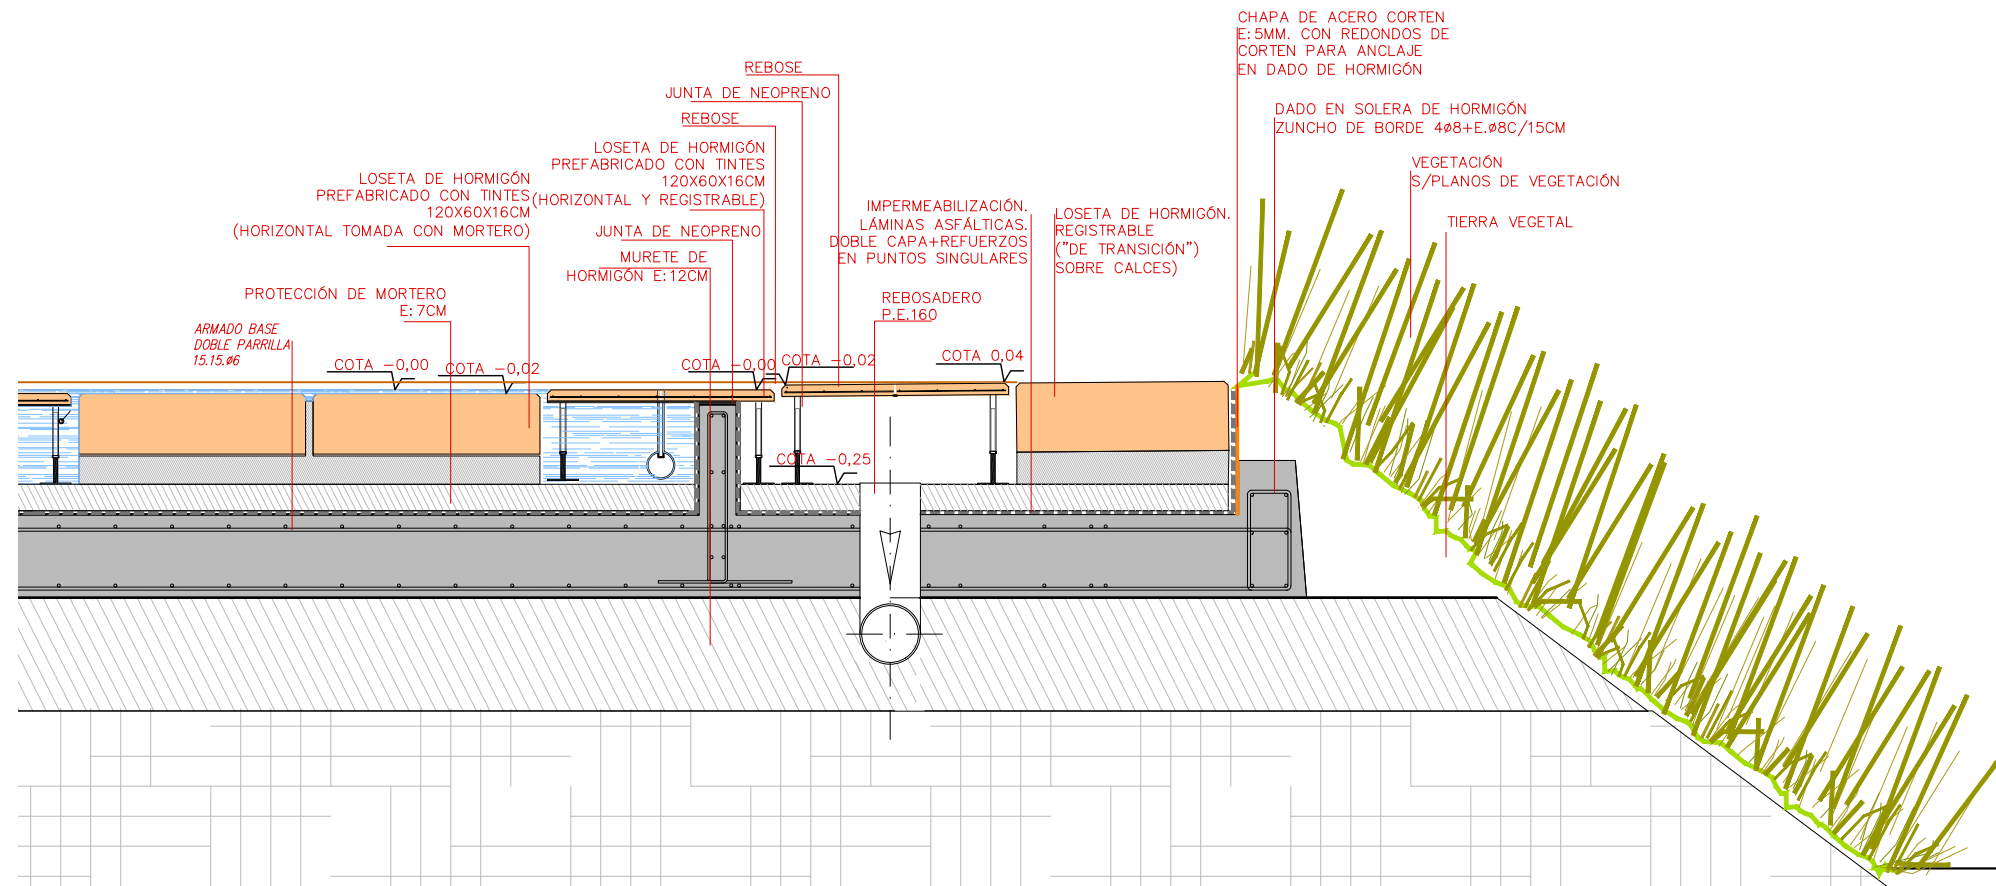 CHAPA DE ACERO CORTEN
E:5MM. CON REDONDOS DE
CORTEN PARA ANCLAJE
EN DADO DE HORMIGÓN
REBOSE
JUNTA DE NEOPRENO
REBOSE
DADO EN SOLERA DE HORMIGÓN
ZUNCHO DE BORDE 4ø8+E.ø8C/15CM
LOSETA DE HORMIGÓN
PREFABRICADO CON TINTES
120X60X16CM
(HORIZONTAL Y REGISTRABLE)
VEGETACIÓN
S/PLANOS DE VEGETACIÓN
LOSETA DE HORMIGÓN
PREFABRICADO CON TINTES
120X60X16CM
(HORIZONTAL TOMADA CON MORTERO)
IMPERMEABILIZACIÓN.
LÁMINAS ASFÁLTICAS.
DOBLE CAPA+REFUERZOS
EN PUNTOS SINGULARES
LOSETA DE HORMIGÓN.
REGISTRABLE
("DE TRANSICIÓN")
SOBRE CALCES)
TIERRA VEGETAL
JUNTA DE NEOPRENO
MURETE DE
HORMIGÓN E:12CM
PROTECCIÓN DE MORTERO
E:7CM
REBOSADERO
P.E.160
ARMADO BASE
DOBLE PARRILLA
15.15.ø6
COTA -0,00
COTA -0,02
COTA -0,00
COTA -0,02
COTA 0,04
COTA -0,25